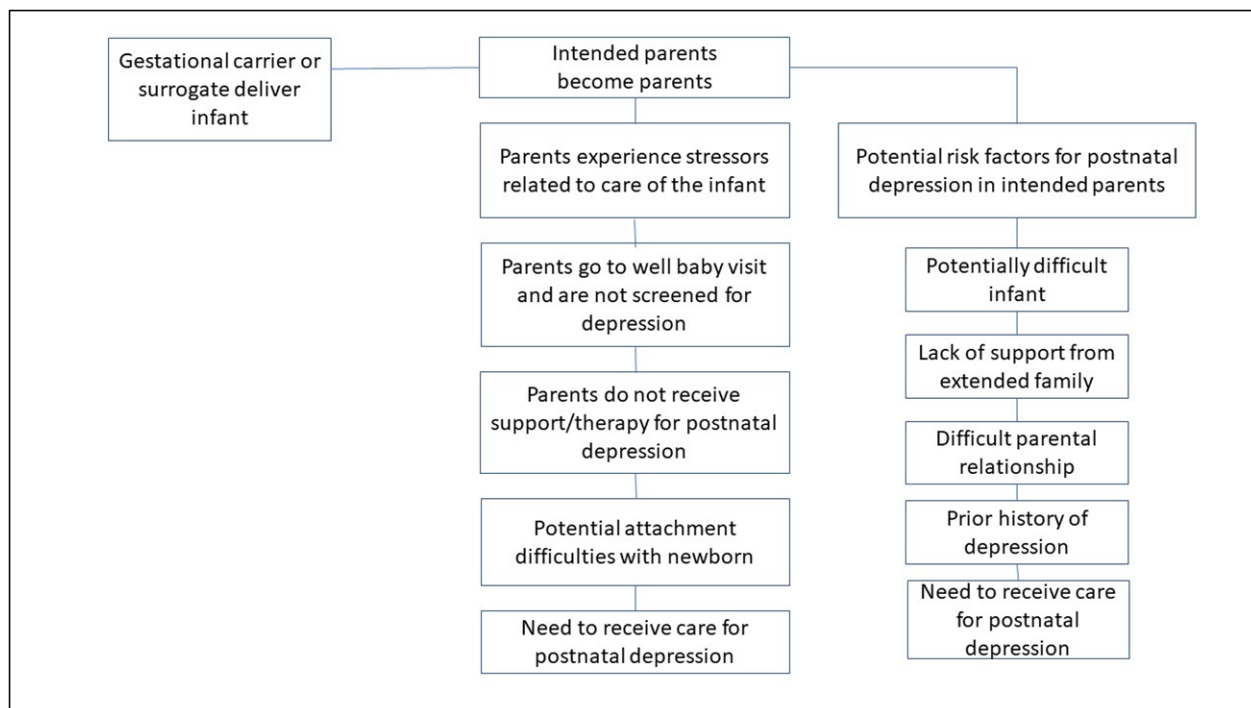 Gestational carrier or
surrogate deliver
infant
Intended parents
become parents
Parents experience stressors
related to care of the infant
Parents go to well baby visit
and are not screened for
depression
Parents do not receive
support/therapy for postnatal
depression
Potential attachment
difficulties with newborn
Need to receive care for
postnatal depression
Potential risk factors for postnatal
depression in intended parents
Potentially difficult
infant
Lack of support from
extended family
Difficult parental
relationship
Prior history of
depression
Need to receive care
for postnatal
depression